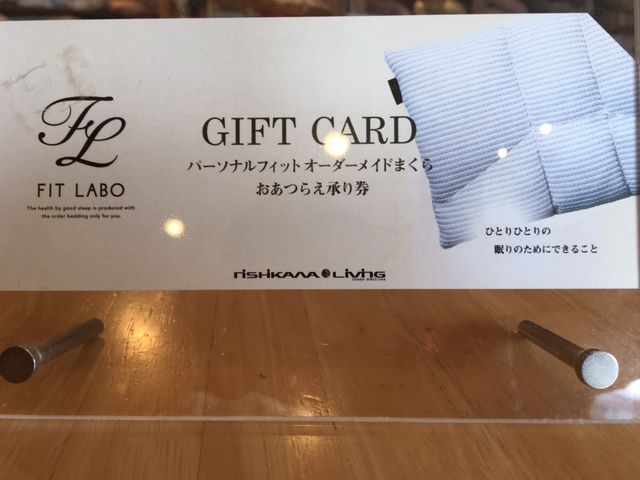 FL
FIT LABO
The health by good sleep is produced with
the order bedding only for you.
GIFT CARD
パーソナルフィットオーダーメイドまくら
おあつらえ承り券
ひとりひとりの
眠りのためにできること
nishikawa Living
OSAKA SINCE1566